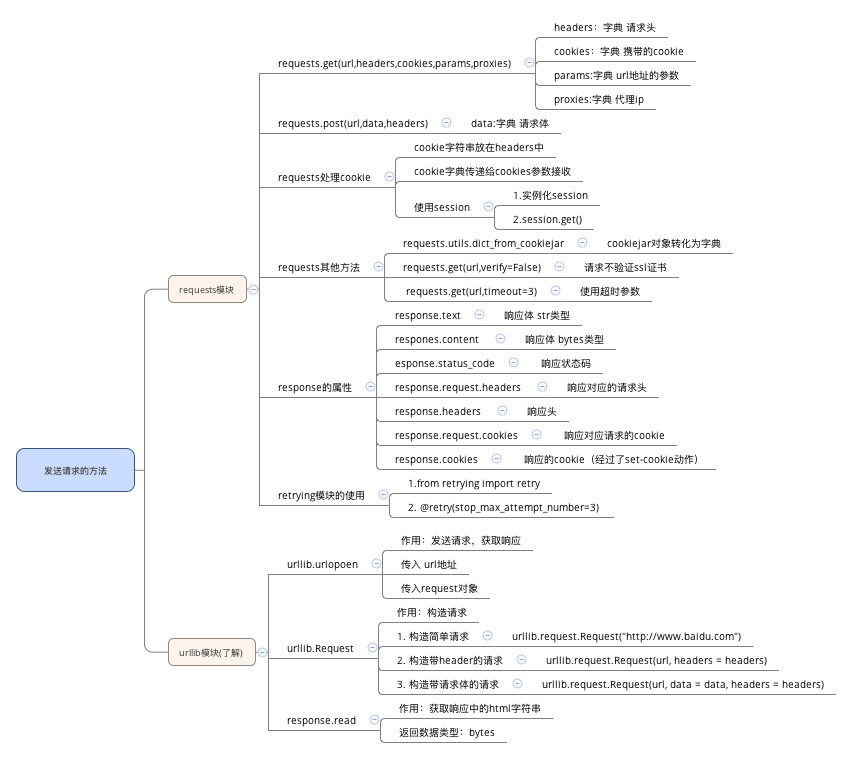 发送请求的方法
requests模块
requests.get(url,headers,cookies,params,proxies)
headers：字典 请求头
cookies：字典 携带的cookie
params:字典 url地址的参数
proxies:字典 代理ip
requests.post(url,data,headers)
data:字典 请求体
requests处理cookie
cookie字符串放在headers中
cookie字典传递给cookies参数接收
使用session
1.实例化session
2.session.get()
requests其他方法
requests.utils.dict_from_cookiejar
cookiejar对象转化为字典
requests.get(url,verify=False)
请求不验证ssl证书
requests.get(url,timeout=3)
使用超时参数
response的属性
response.text
响应体 str类型
respones.content
响应体 bytes类型
esponse.status_code
响应状态码
response.request.headers
响应对应的请求头
response.headers
响应头
response.request.cookies
响应对应请求的cookie
response.cookies
响应的cookie（经过了set-cookie动作）
retrying模块的使用
1.from retrying import retry
2. @retry(stop_max_attempt_number=3)
urllib模块(了解)
urllib.urlopoen
作用：发送请求，获取响应
传入 url地址
传入request对象
urllib.Request
作用：构造请求
1. 构造简单请求
urllib.request.Request("http://www.baidu.com")
2. 构造带header的请求
urllib.request.Request(url, headers = headers)
3. 构造带请求体的请求
urllib.request.Request(url, data = data, headers = headers)
response.read
作用：获取响应中的html字符串
返回数据类型：bytes